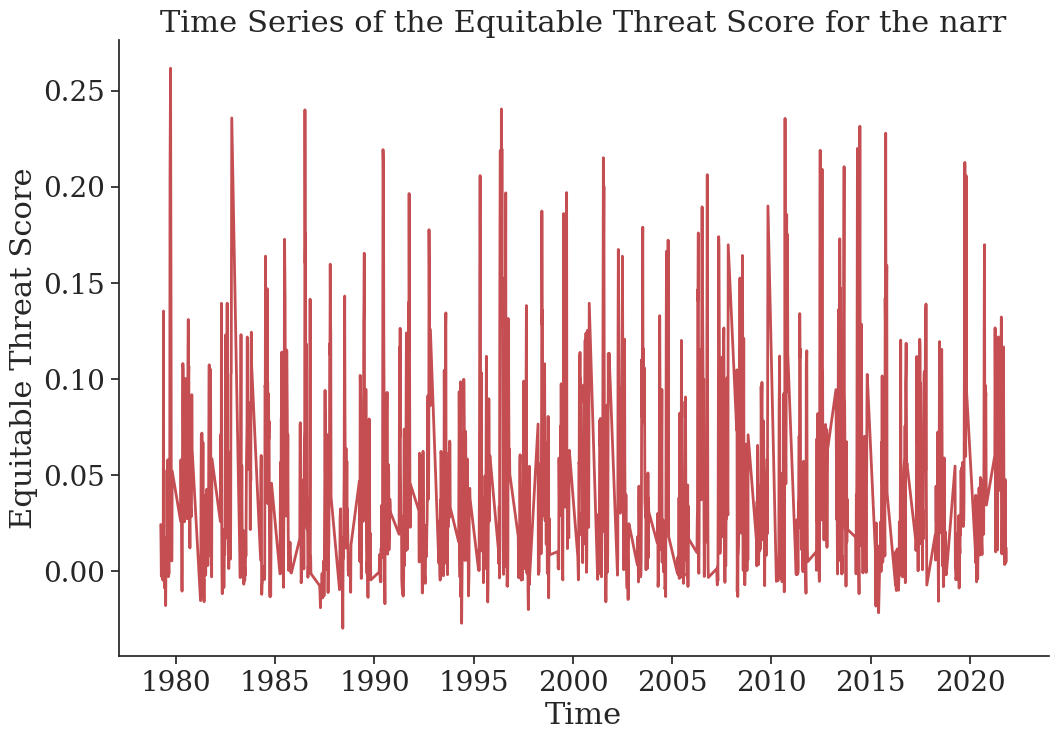 Time Series of the Equitable Threat Score for the narr
Equitable Threat Score
0.25
0.20
0.15
0.10
0.05
0.00
1980 1985 1990 1995 2000 2005 2010 2015 2020
Time